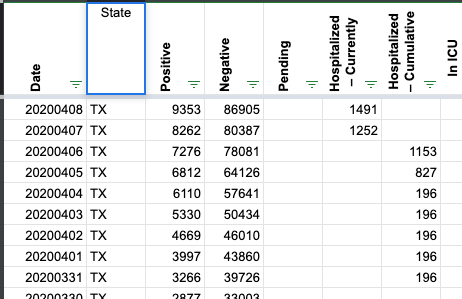 Date State Positive Negative Pending Hospitalized – Currently Hospitalized – Cumulative In ICU
20200408 TX 9353 86905 1491
20200407 TX 8262 80387 1252
20200406 TX 7276 78081 1153
20200405 TX 6812 64126 827
20200404 TX 6110 57641 196
20200403 TX 5330 50434 196
20200402 TX 4669 46010 196
20200401 TX 3997 43860 196
20200331 TX 3266 39726 196
20200330 TX 2877 33003